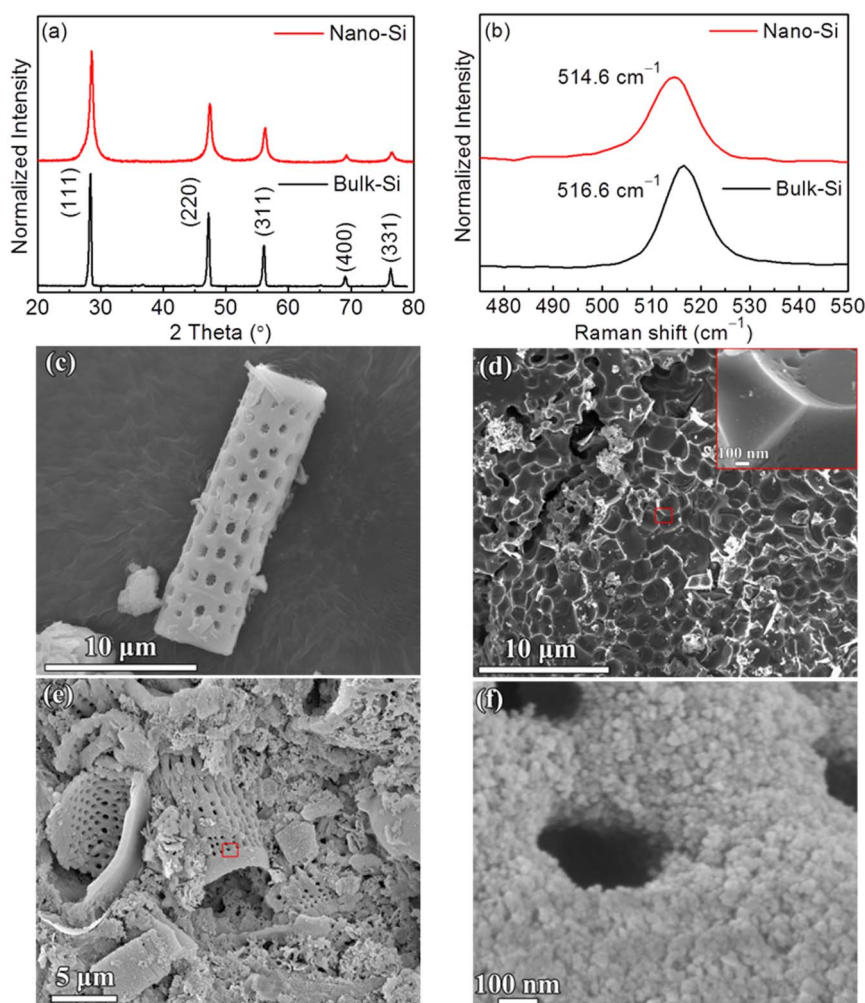 (a)
Nano-Si
Bulk-Si
(111)
(220)
(311)
(400)
(331)
Normalized Intensity
20 30 40 50 60 70 80
2 Theta (°)
(b)
Nano-Si
514.6 cm⁻¹
Bulk-Si
516.6 cm⁻¹
Normalized Intensity
480 490 500 510 520 530 540 550
Raman shift (cm⁻¹)
(c)
10 µm
(d)
100 nm
10 µm
(e)
5 µm
(f)
100 nm